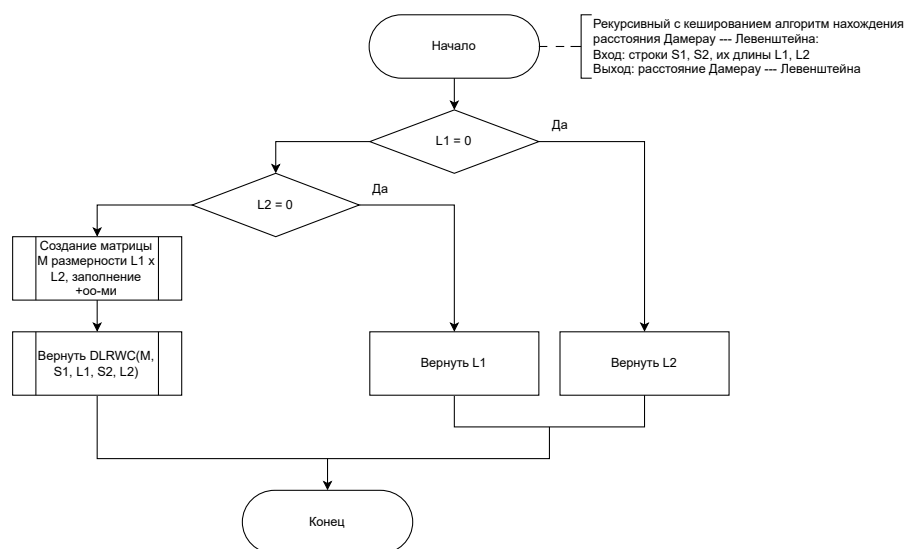 Начало
Рекурсивный с кешированием алгоритм нахождения
расстояния Дамерау --- Левенштейна:
Вход: строки S1, S2, их длины L1, L2
Выход: расстояние Дамерау --- Левенштейна
L1 = 0
Да
L2 = 0
Да
Создание матрицы
M размерности L1 x
L2, заполнение
+oo-ми
Вернуть DLRWC(M,
S1, L1, S2, L2)
Вернуть L1
Вернуть L2
Конец